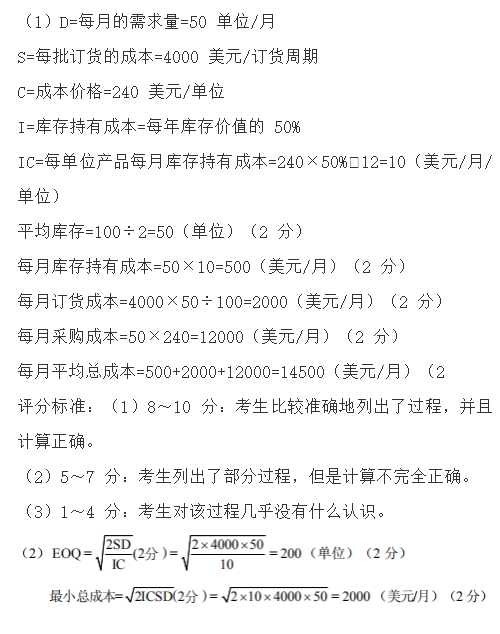 （1）D=每月的需求量=50 单位/月
S=每批订货的成本=4000 美元/订货周期
C=成本价格=240 美元/单位
I=库存持有成本=每年库存价值的 50%
IC=每单位产品每月库存持有成本=240×50%□12=10（美元/月/
单位）
平均库存=100÷2=50（单位）（2 分）
每月库存持有成本=50×10=500（美元/月）（2 分）
每月订货成本=4000×50÷100=2000（美元/月）（2 分）
每月采购成本=50×240=12000（美元/月）（2 分）
每月平均总成本=500+2000+12000=14500（美元/月）（2
评分标准：（1）8～10 分：考生比较准确地列出了过程，并且
计算正确。
（2）5～7 分：考生列出了部分过程，但是计算不完全正确。
（3）1～4 分：考生对该过程几乎没有什么认识。
（2）EOQ=√(2SD/IC)(2分)=√(2×4000×50/10)=200（单位）（2 分）
最小总成本=√2ICSD(2分)=√2×10×4000×50=2000（美元/月）（2 分）